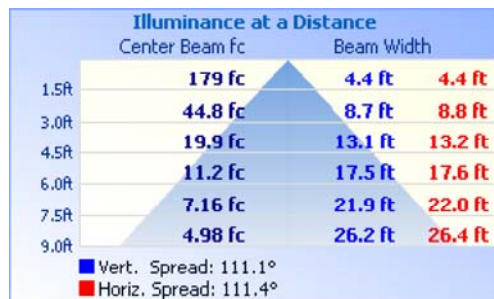 Illuminance at a Distance
Center Beam fc Beam Width
1.5ft 179 fc 4.4 ft 4.4 ft
3.0ft 44.8 fc 8.7 ft 8.8 ft
4.5ft 19.9 fc 13.1 ft 13.2 ft
6.0ft 11.2 fc 17.5 ft 17.6 ft
7.5ft 7.16 fc 21.9 ft 22.0 ft
9.0ft 4.98 fc 26.2 ft 26.4 ft
Vert. Spread: 111.1°
Horiz. Spread: 111.4°